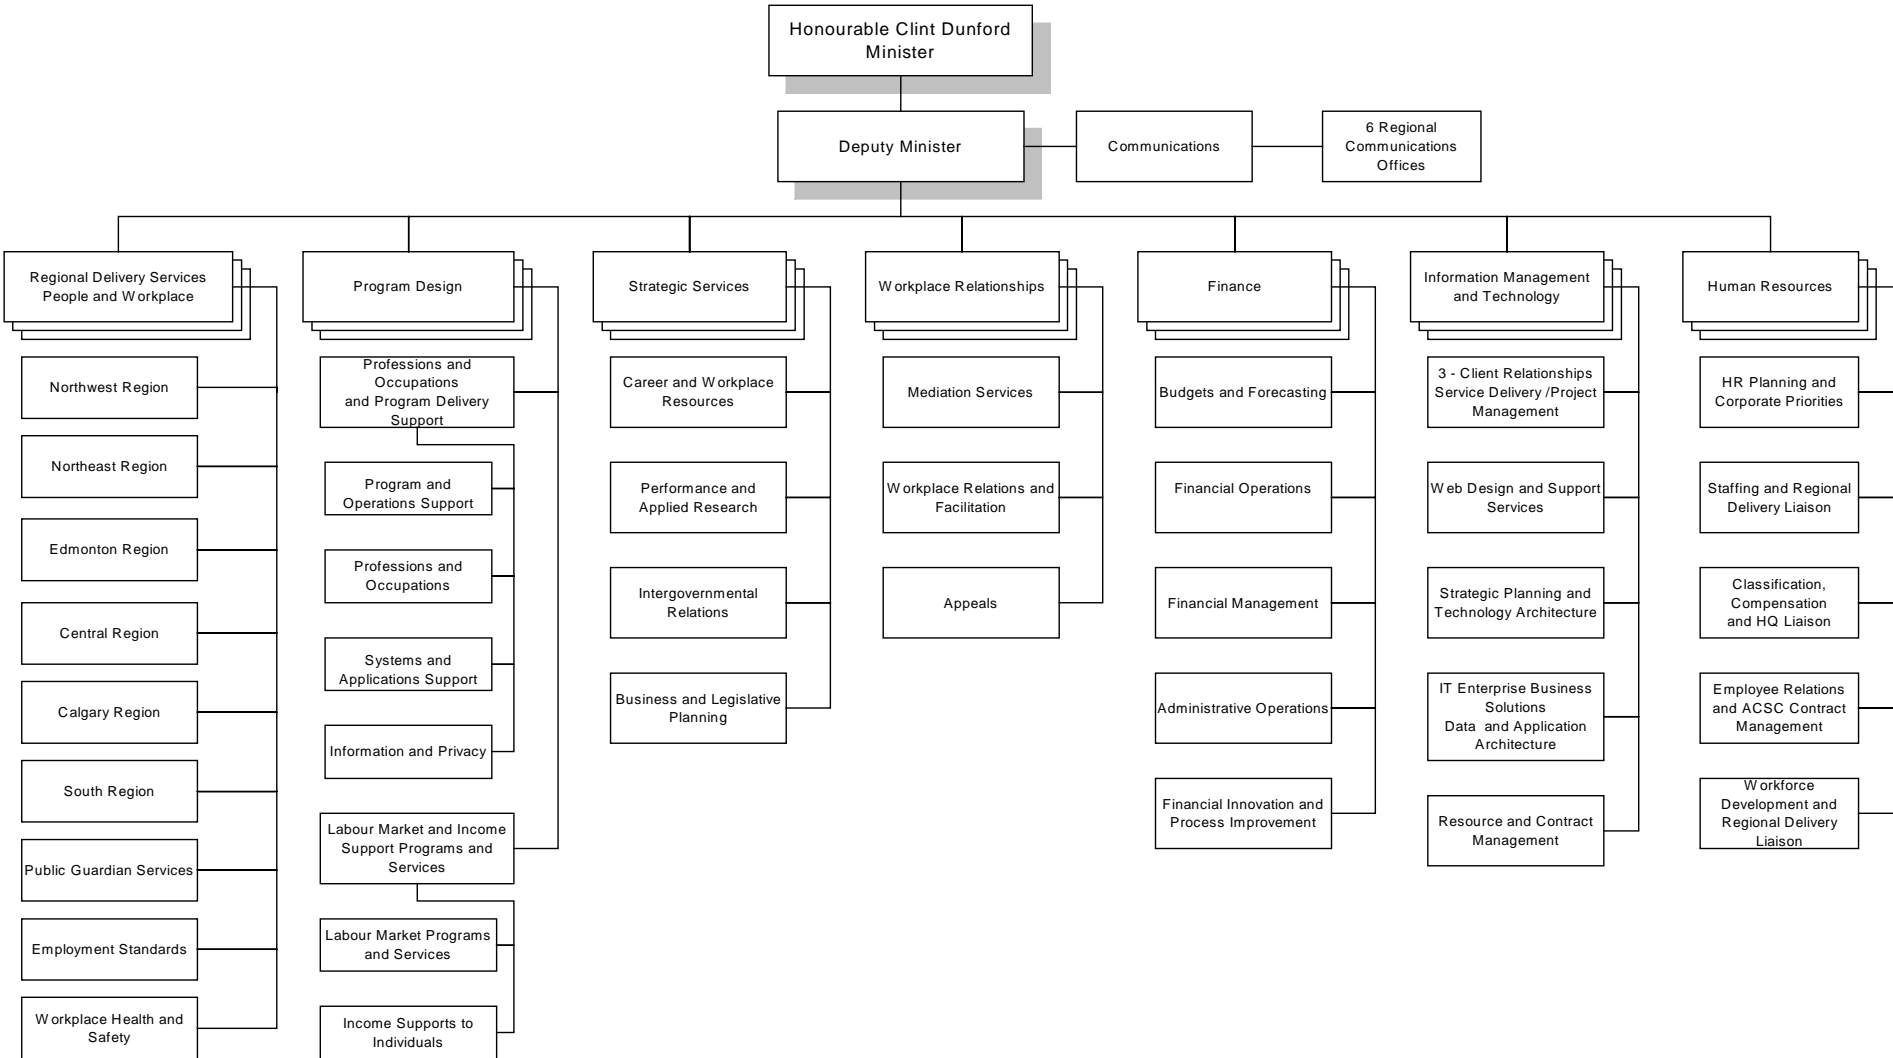 Honourable Clint Dunford
Minister
Deputy Minister
Communications
6 Regional
Communications
Offices
Regional Delivery Services
People and Workplace
Northwest Region
Northeast Region
Edmonton Region
Central Region
Calgary Region
South Region
Public Guardian Services
Employment Standards
Workplace Health and
Safety
Program Design
Professions and
Occupations
and Program Delivery
Support
Program and
Operations Support
Professions and
Occupations
Systems and
Applications Support
Information and Privacy
Labour Market and Income
Support Programs and
Services
Labour Market Programs
and Services
Income Supports to
Individuals
Strategic Services
Career and Workplace
Resources
Performance and
Applied Research
Intergovernmental
Relations
Business and Legislative
Planning
Workplace Relationships
Mediation Services
Workplace Relations and
Facilitation
Appeals
Finance
Budgets and Forecasting
Financial Operations
Financial Management
Administrative Operations
Financial Innovation and
Process Improvement
Information Management
and Technology
3 - Client Relationships
Service Delivery /Project
Management
Web Design and Support
Services
Strategic Planning and
Technology Architecture
IT Enterprise Business
Solutions
Data and Application
Architecture
Resource and Contract
Management
Human Resources
HR Planning and
Corporate Priorities
Staffing and Regional
Delivery Liaison
Classification,
Compensation
and HQ Liaison
Employee Relations
and ACSC Contract
Management
Workforce
Development and
Regional Delivery
Liaison